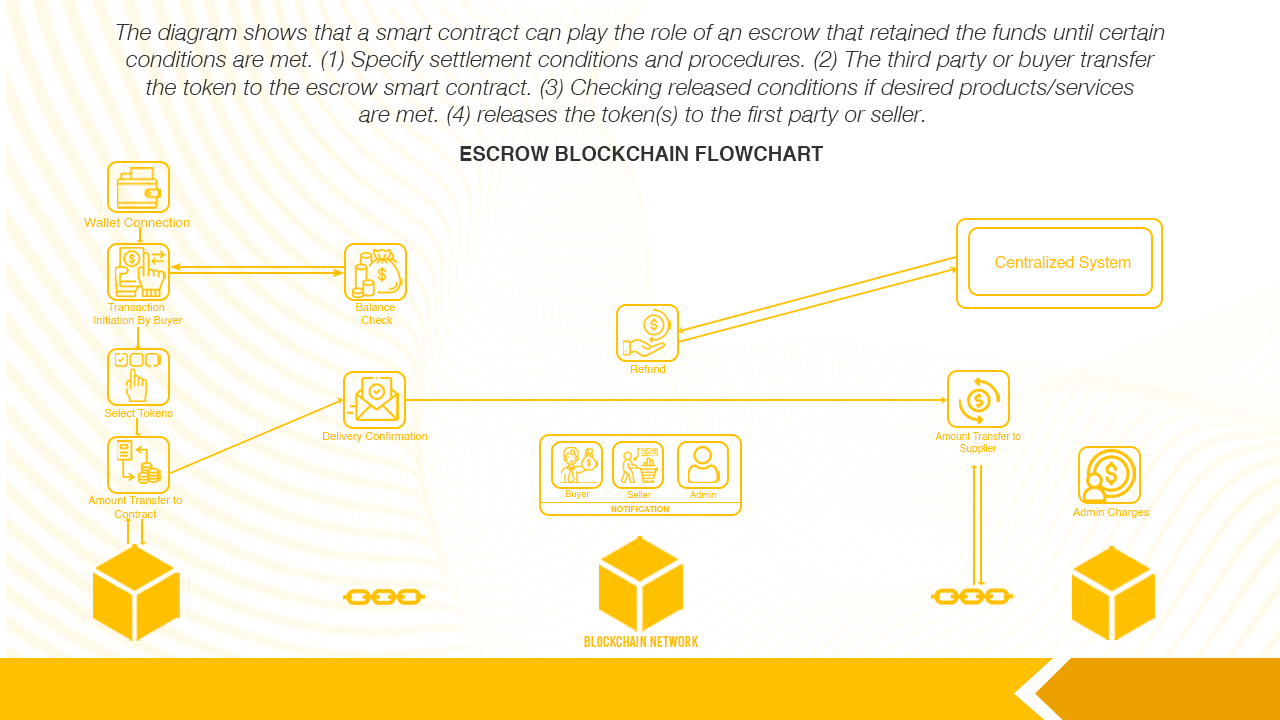 The diagram shows that a smart contract can play the role of an escrow that retained the funds until certain
conditions are met. (1) Specify settlement conditions and procedures. (2) The third party or buyer transfer
the token to the escrow smart contract. (3) Checking released conditions if desired products/services
are met. (4) releases the token(s) to the first party or seller.
ESCROW BLOCKCHAIN FLOWCHART
Wallet Connection
Transaction
Initiation By Buyer
Balance
Check
Centralized System
Refund
Select Tokens
Delivery Confirmation
Amount Transfer to
Supplier
Amount Transfer to
Contract
Buyer
Seller
Admin
NOTIFICATION
Admin Charges
BLOCKCHAIN NETWORK